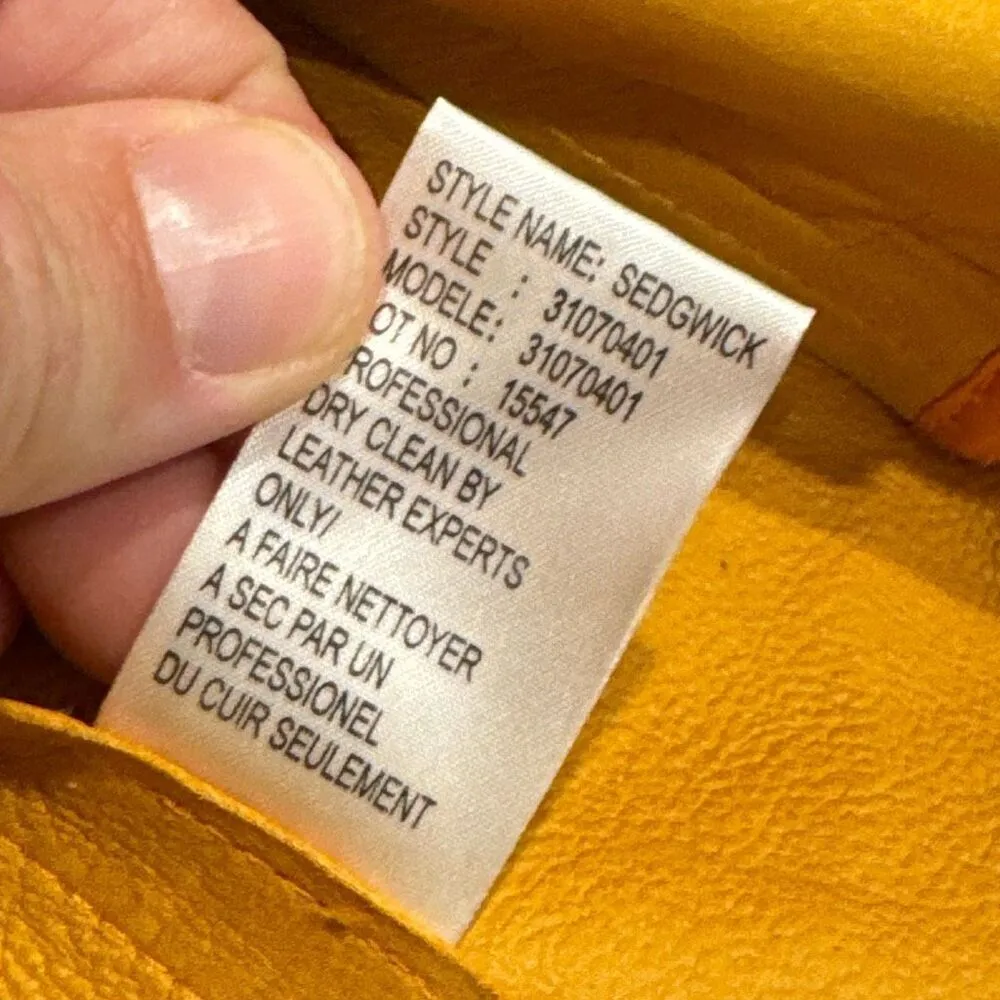 STYLE NAME: SEDGWICK
STYLE : 31070401
MODELE: 31070401
OT NO : 15547
ROFESSIONAL
DRY CLEAN BY
LEATHER EXPERTS
ONLY/
A FAIRE NETTOYER
A SEC PAR UN
PROFESSIONEL
DU CUIR SEULEMENT